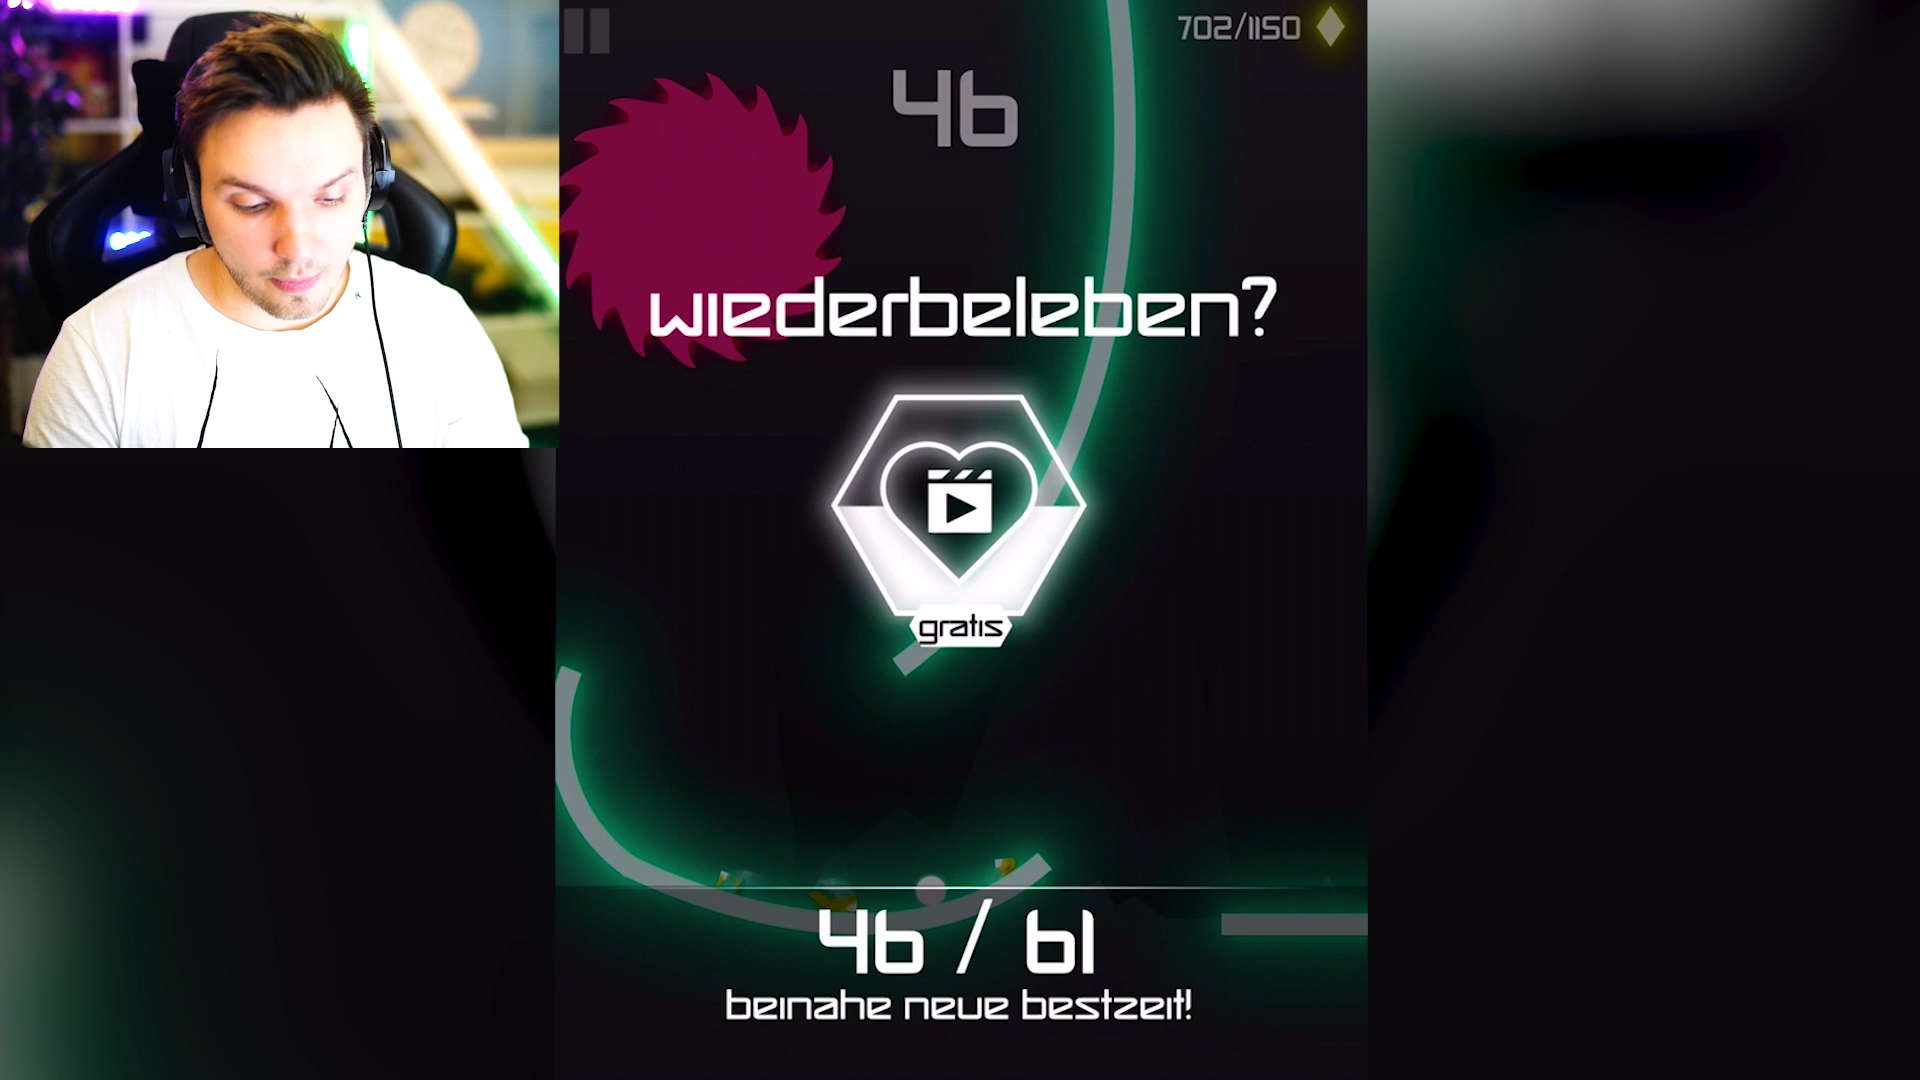 702/1150
46
wiederbeleben?
gratis
46 / 61
beinahe neue bestzeit!